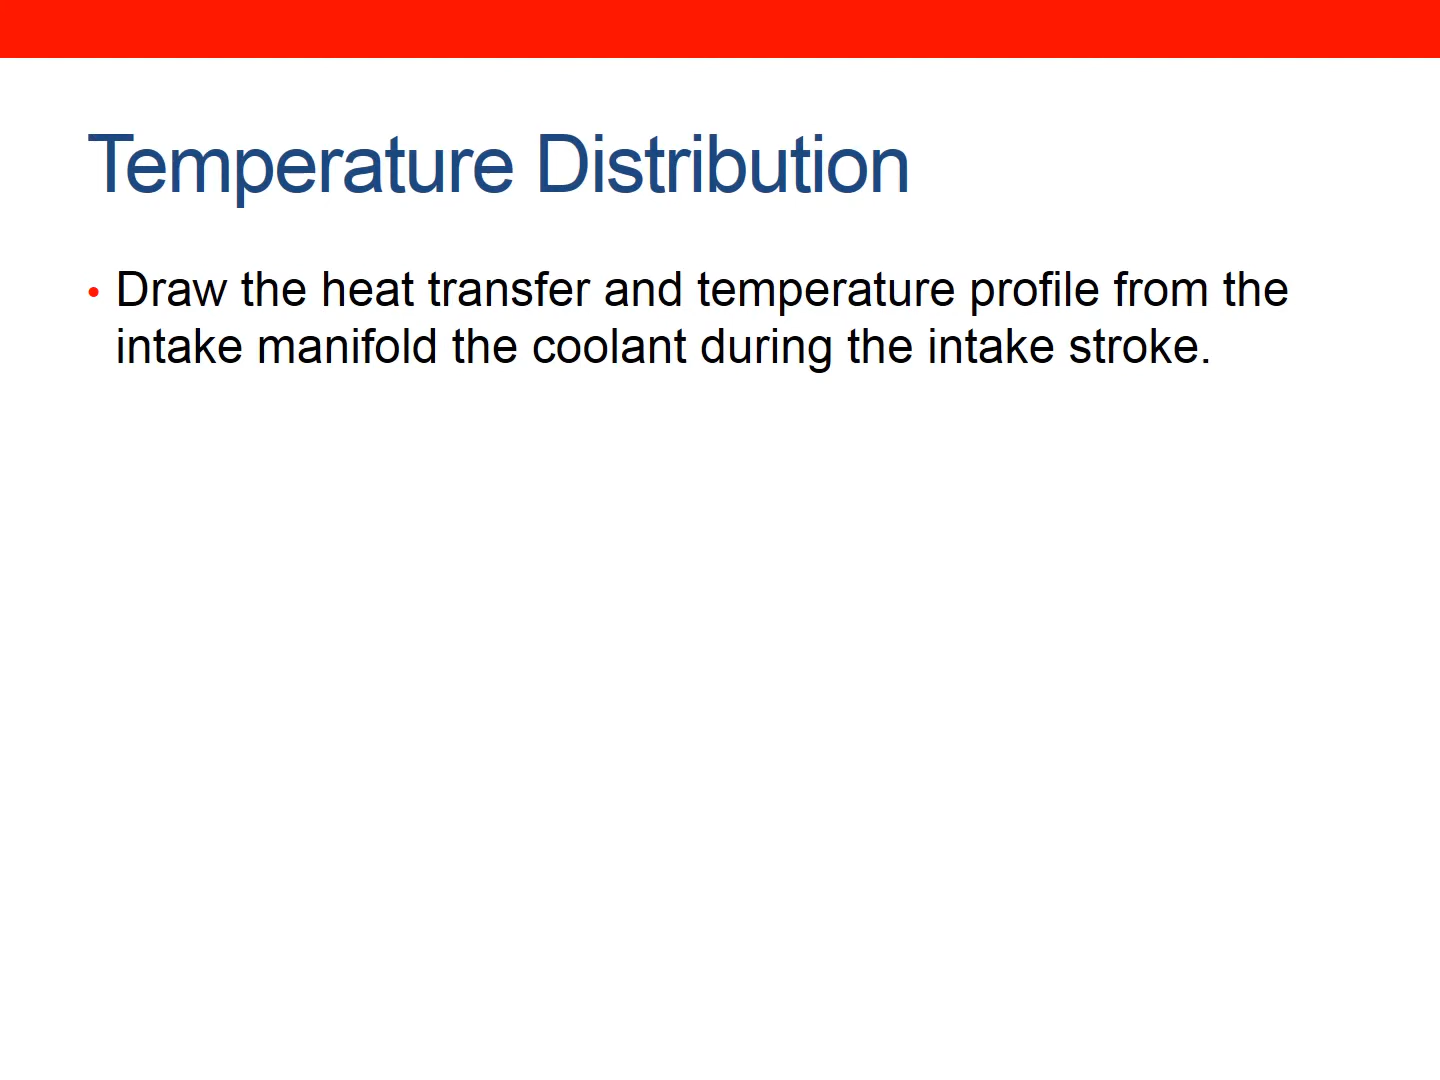 Temperature Distribution
• Draw the heat transfer and temperature profile from the
intake manifold the coolant during the intake stroke.